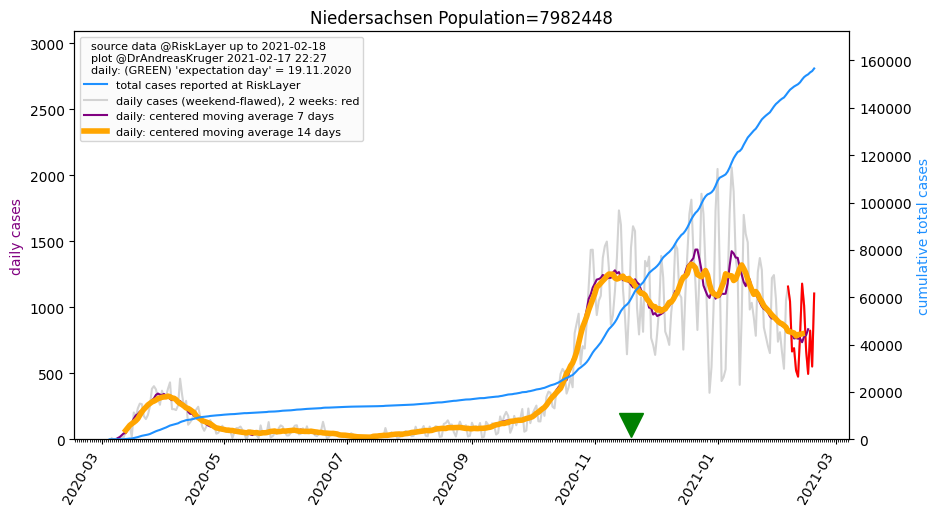 Niedersachsen Population=7982448
source data @RiskLayer up to 2021-02-18
plot @DrAndreasKruger 2021-02-17 22:27
daily: (GREEN) 'expectation day' = 19.11.2020
total cases reported at RiskLayer
daily cases (weekend-flawed), 2 weeks: red
daily: centered moving average 7 days
daily: centered moving average 14 days
daily cases
3000
2500
2000
1500
1000
500
0
160000
140000
120000
100000
80000
60000
40000
20000
0
cumulative total cases
2020-03
2020-05
2020-07
2020-09
2020-11
2021-01
2021-03